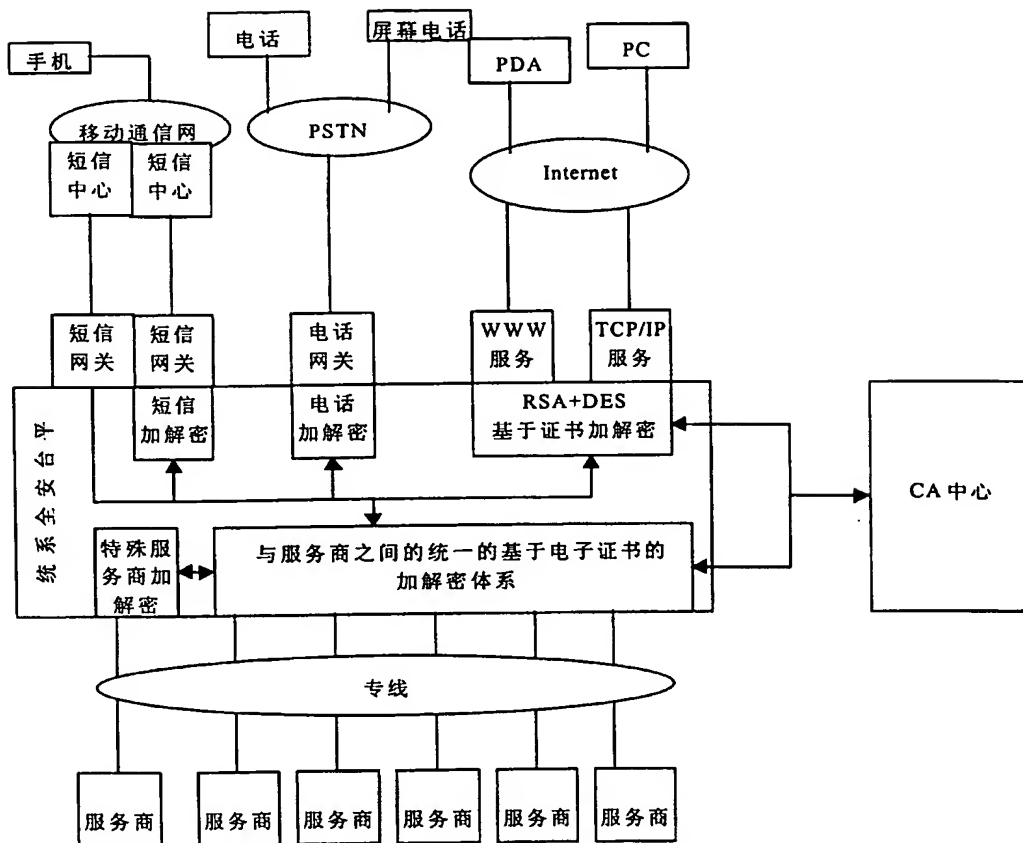 电话
屏幕电话
手机
PDA
PC
移动通信网
PSTN
Internet
短信
中心
短信
中心
短信
网关
短信
网关
电话
网关
WWW
服务
TCP/IP
服务
短信
加解密
电话
加解密
RSA+DES
基于证书加解密
CA中心
统系全安台平
特殊服
务商加
解密
与服务商之间的统一的基于电子证书的
加解密体系
专线
服务商
服务商
服务商
服务商
服务商
服务商